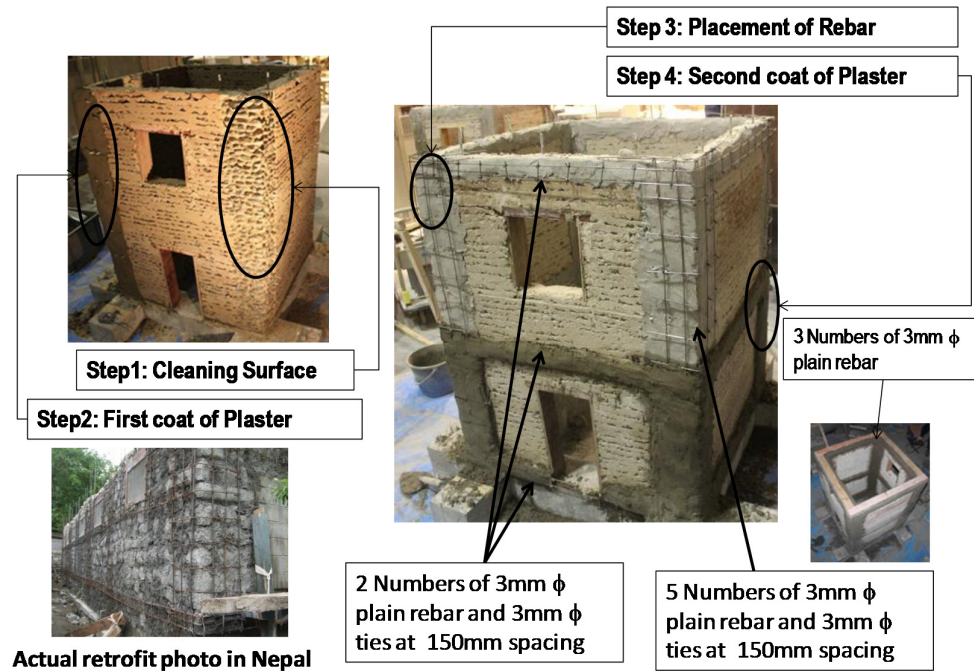 Step 3: Placement of Rebar
Step 4: Second coat of Plaster
Step1: Cleaning Surface
Step2: First coat of Plaster
3 Numbers of 3mm ϕ
plain rebar
2 Numbers of 3mm ϕ
plain rebar and 3mm ϕ
ties at 150mm spacing
5 Numbers of 3mm ϕ
plain rebar and 3mm ϕ
ties at 150mm spacing
Actual retrofit photo in Nepal